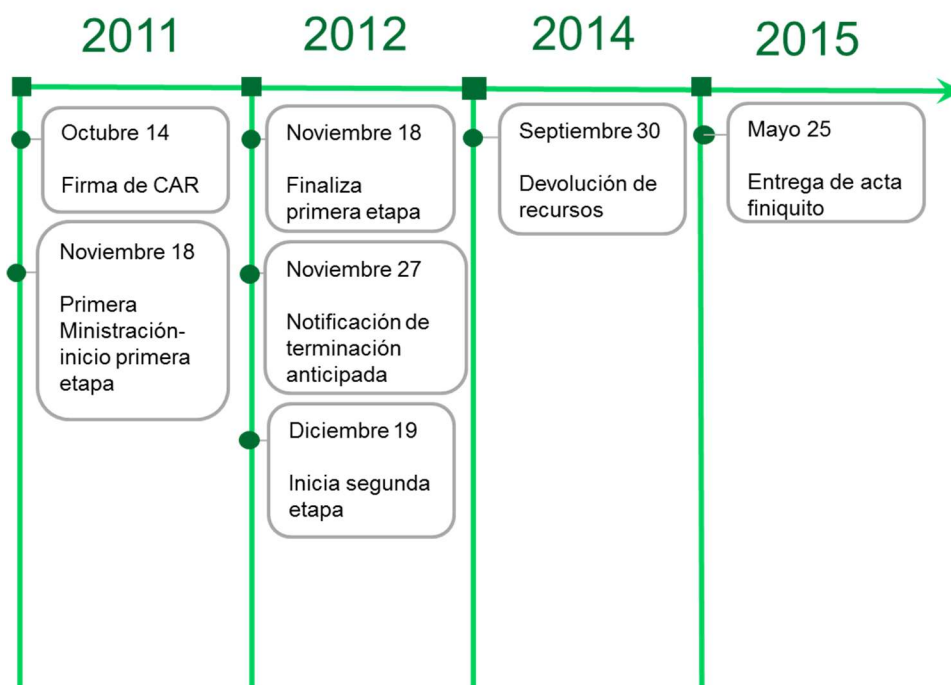 2011
Octubre 14
Firma de CAR
Noviembre 18
Primera
Ministración-
inicio primera
etapa
2012
Noviembre 18
Finaliza
primera etapa
Noviembre 27
Notificación de
terminación
anticipada
Diciembre 19
Inicia segunda
etapa
2014
Septiembre 30
Devolución de
recursos
2015
Mayo 25
Entrega de acta
finiquito